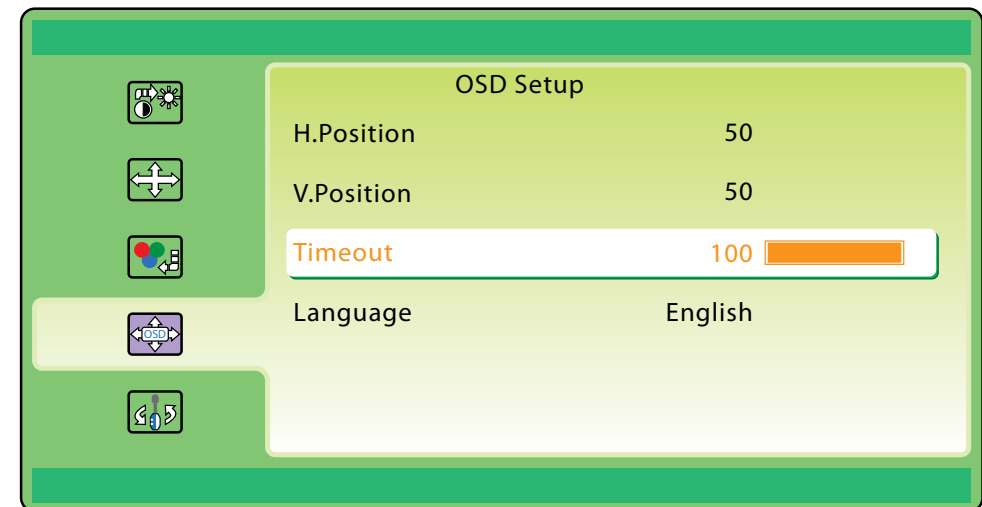 OSD Setup
H.Position 50
V.Position 50
Timeout 100
Language English
OSD